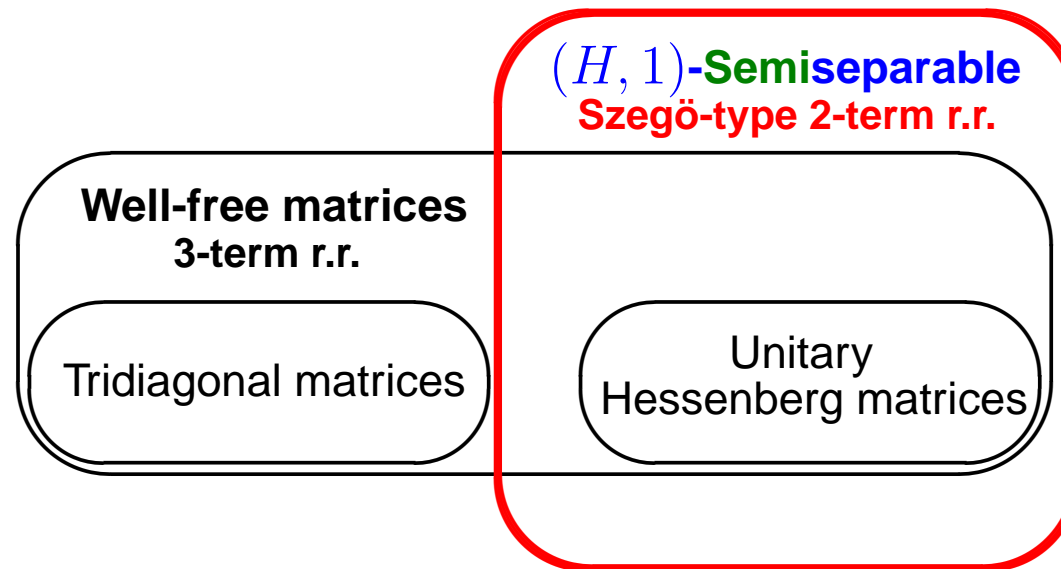 (H, 1)-Semiseparable
Szegö-type 2-term r.r.
Well-free matrices
3-term r.r.
Tridiagonal matrices
Unitary
Hessenberg matrices